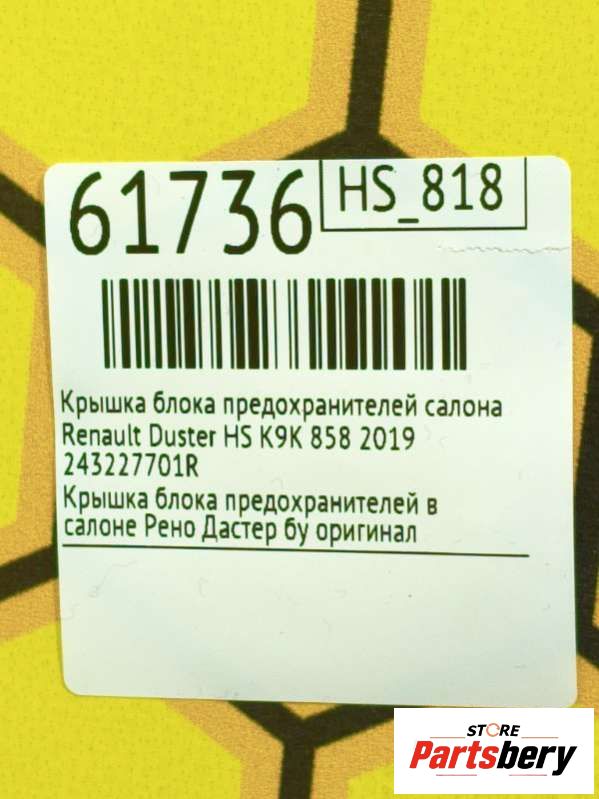 61736
HS_818
Крышка блока предохранителей салона
Renault Duster HS K9K 858 2019
243227701R
Крышка блока предохранителей в
салоне Рено Дастер бу оригинал
STORE
Partsbery